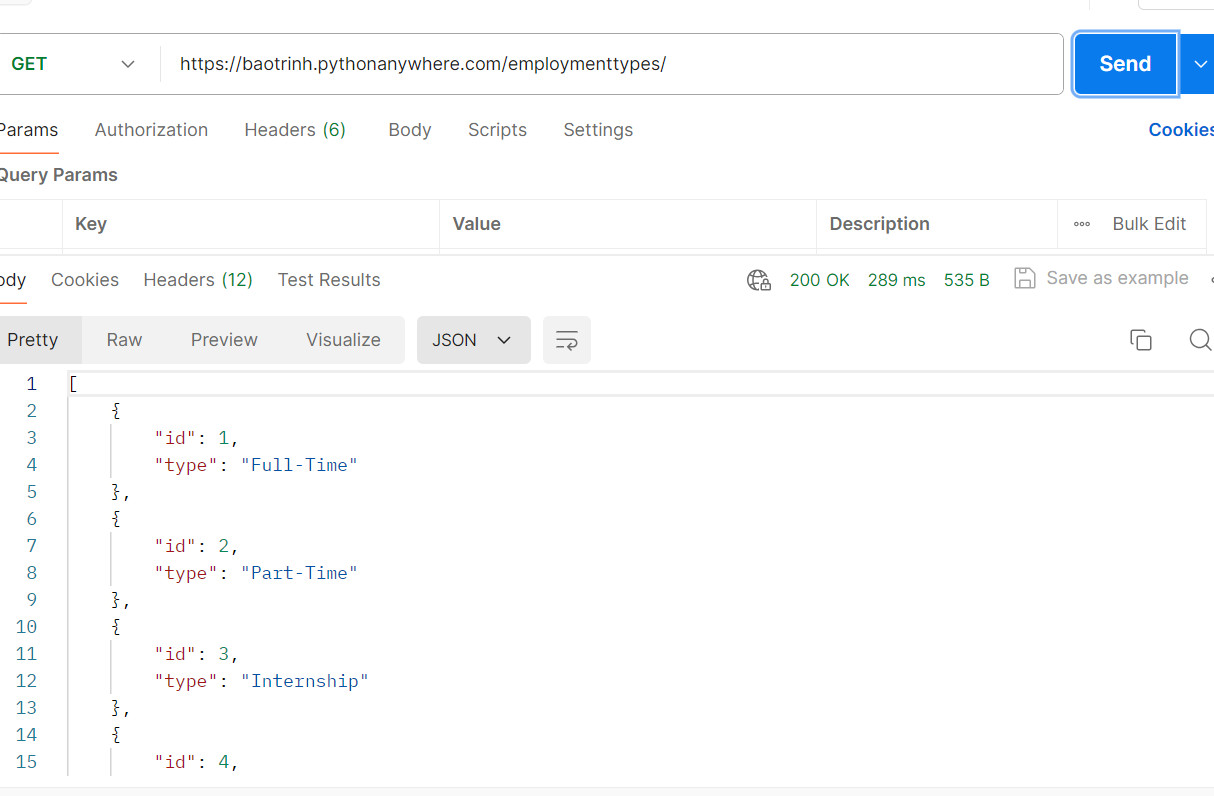 GET https://baotrinh.pythonanywhere.com/employmenttypes/ Send
Params Authorization Headers (6) Body Scripts Settings Cookies
Query Params
Key Value Description Bulk Edit
Body Cookies Headers (12) Test Results 200 OK 289 ms 535 B Save as example
Pretty Raw Preview Visualize JSON
1 [
2 {
3 "id": 1,
4 "type": "Full-Time"
5 },
6 {
7 "id": 2,
8 "type": "Part-Time"
9 },
10 {
11 "id": 3,
12 "type": "Internship"
13 },
14 {
15 "id": 4,